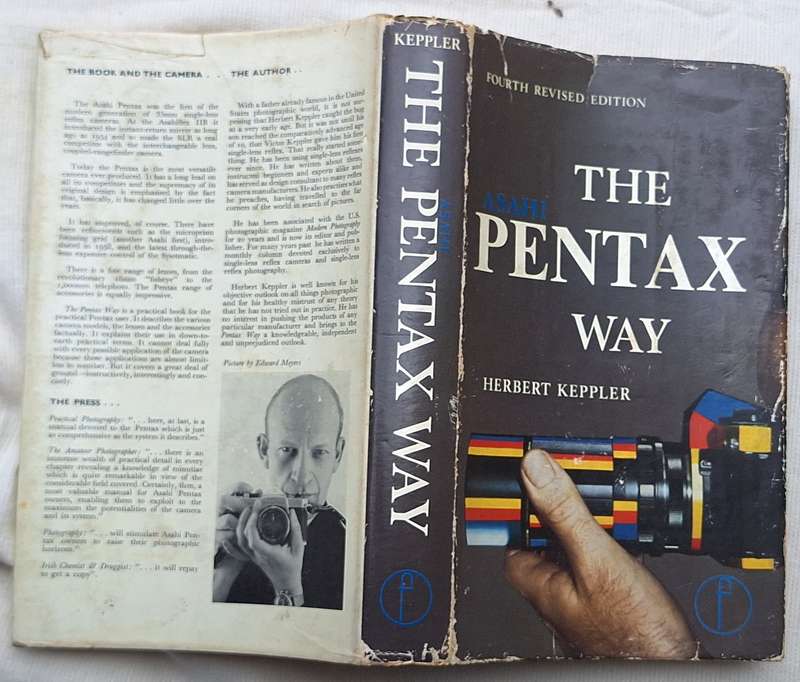 THE BOOK AND THE CAMERA . . .
The Asahi Pentax was the first of the
modern generation of 35mm single-lens
reflex cameras. As the Asahiflex IIB it
introduced the instant-return mirror as long
ago as 1954 and so made the SLR a real
competitor with the interchangeable lens,
coupled-rangefinder camera.
Today the Pentax is the most versatile
camera ever produced. It has a long lead on
all its competitors and the supremacy of its
original design is emphasised by the fact
that, basically, it has changed little over the
years.
It has improved, of course. There have
been refinements such as the microprism
focusing grid (another Asahi first), intro-
duced in 1958, and the latest through-the-
lens exposure control of the Spotmatic.
There is a fine range of lenses, from the
revolutionary 18mm "fisheye" to the
1,000mm telephoto. The Pentax range of
accessories is equally impressive.
The Pentax Way is a practical book for the
practical Pentax user. It describes the various
camera models, the lenses and the accessories
factually. It explains their use in down-to-
earth practical terms. It cannot deal fully
with every possible application of the camera
because those applications are almost limit-
less in number. But it covers a great deal of
ground—instructively, interestingly and con-
cisely.
THE PRESS . . .
Practical Photography: ". . . here, at last, is a
manual devoted to the Pentax which is just
as comprehensive as the system it describes."
The Amateur Photographer: ". . . there is an
immense wealth of practical detail in every
chapter revealing a knowledge of minutiae
which is quite remarkable in view of the
considerable field covered. Certainly, then, a
most valuable manual for Asahi Pentax
owners, enabling them to exploit to the
maximum the potentialities of the camera
and its system."
Photography: ". . . will stimulate Asahi Pen-
tax owners to raise their photographic
horizons."
Irish Chemist & Druggist: ". . . it will repay
to get a copy".
THE AUTHOR . .
With a father already famous in the United
States photographic world, it is not sur-
prising that Herbert Keppler caught the bug
at a very early age. But it was not until his
son reached the comparatively advanced age
of 10, that Victor Keppler gave him his first
single-lens reflex. That really started some-
thing. He has been using single-lens reflexes
ever since. He has written about them,
instructed beginners and experts alike and
has served as design consultant to many reflex
camera manufacturers. He also practises what
he preaches, having travelled to the far
corners of the world in search of pictures.
He has been associated with the U.S.
photographic magazine Modern Photography
for 20 years and is now its editor and pub-
lisher. For many years past he has written a
monthly column devoted exclusively to
single-lens reflex cameras and single-lens
reflex photography.
Herbert Keppler is well known for his
objective outlook on all things photographic
and for his healthy mistrust of any theory
that he has not tried out in practice. He has
no interest in pushing the products of any
particular manufacturer and brings to the
Pentax Way a knowledgeable, independent
and unprejudiced outlook.
Picture by Edward Meyers
KEPPLER
THE PENTAX WAY
ASAHI
FOURTH REVISED EDITION
THE
ASAHI
PENTAX
WAY
HERBERT KEPPLER